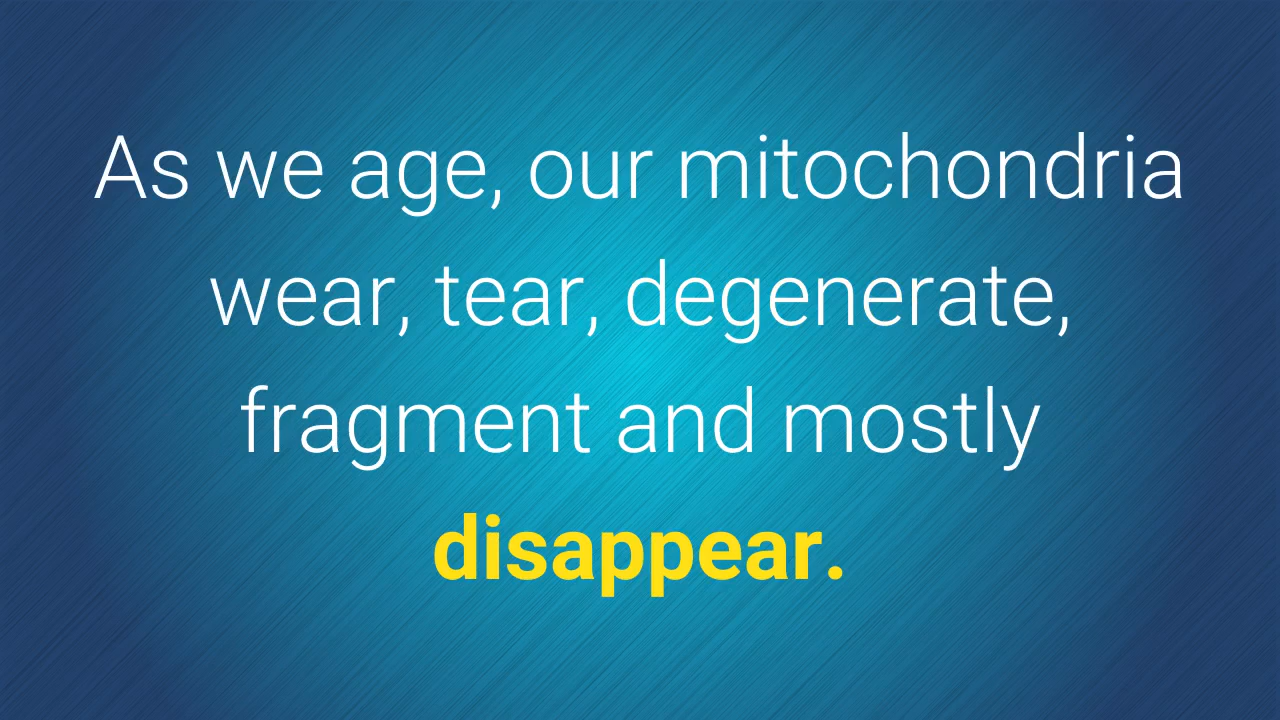 As we age, our mitochondria
wear, tear, degenerate,
fragment and mostly
disappear.